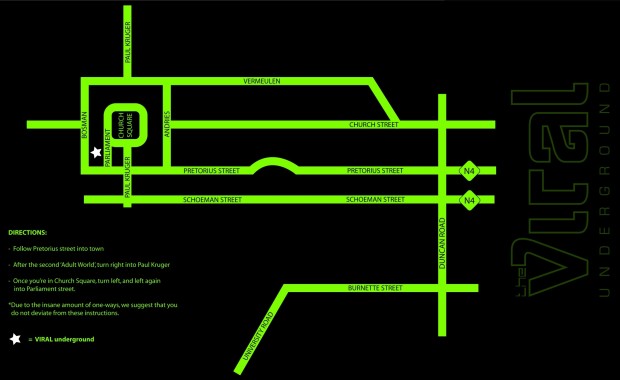 PAUL KRUGER
VERMEULEN
BOSMAN
PARLIAMENT
CHURCH
SQUARE
ANDRIES
CHURCH STREET
PAUL KRUGER
PRETORIUS STREET
PRETORIUS STREET
N4
SCHOEMAN STREET
SCHOEMAN STREET
N4
DUNCAN ROAD
BURNETTE STREET
UNIVERSITY ROAD
DIRECTIONS:
- Follow Pretorius street into town
- After the second 'Adult World', turn right into Paul Kruger
- Once you're in Church Square, turn left, and left again
into Parliament street.
*Due to the insane amount of one-ways, we suggest that you
do not deviate from these instructions.
= VIRAL underground
the Viral
UNDERGROUND